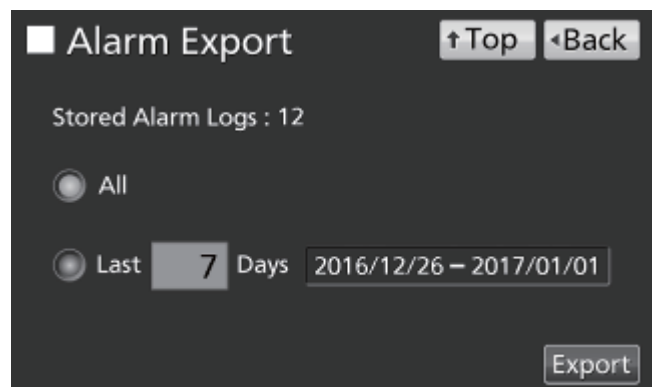 Alarm Export ↑Top ◂Back
Stored Alarm Logs : 12
All
Last 7 Days 2016/12/26 – 2017/01/01
Export